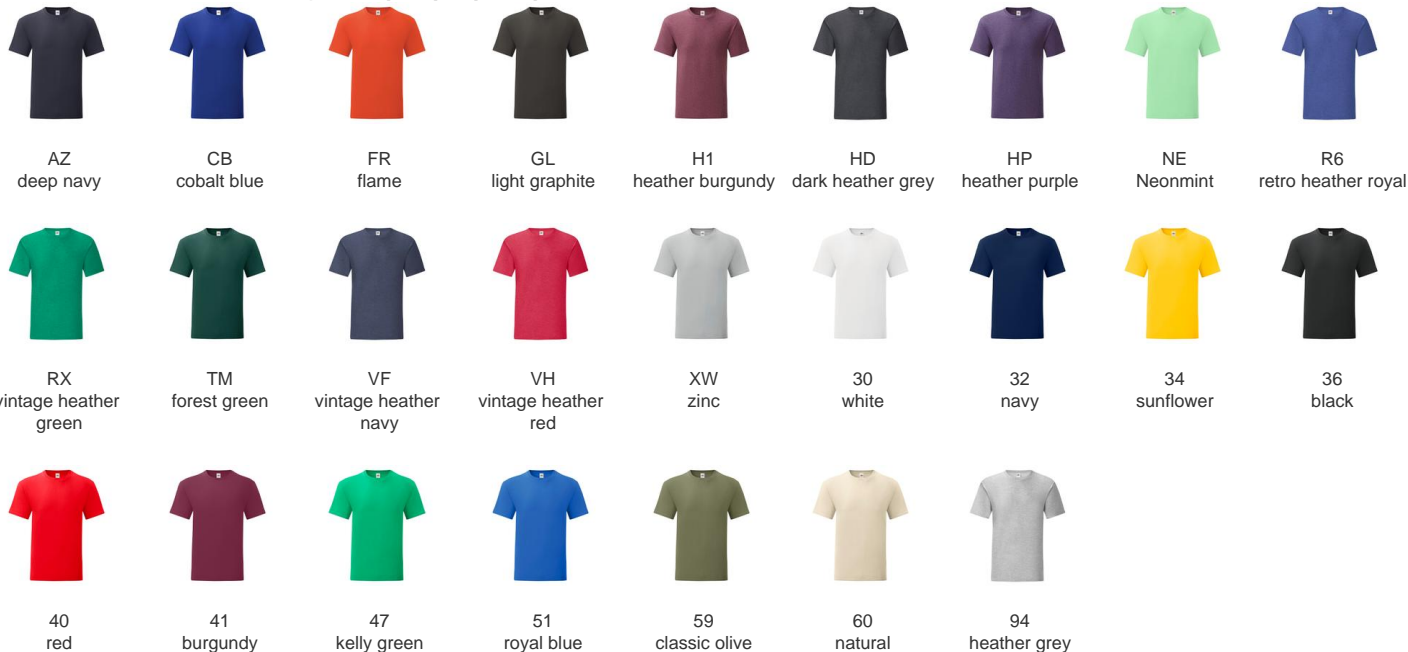 AZ
deep navy
CB
cobalt blue
FR
flame
GL
light graphite
H1
heather burgundy
HD
dark heather grey
HP
heather purple
NE
Neonmint
R6
retro heather royal
RX
vintage heather
green
TM
forest green
VF
vintage heather
navy
VH
vintage heather
red
XW
zinc
30
white
32
navy
34
sunflower
36
black
40
red
41
burgundy
47
kelly green
51
royal blue
59
classic olive
60
natural
94
heather grey